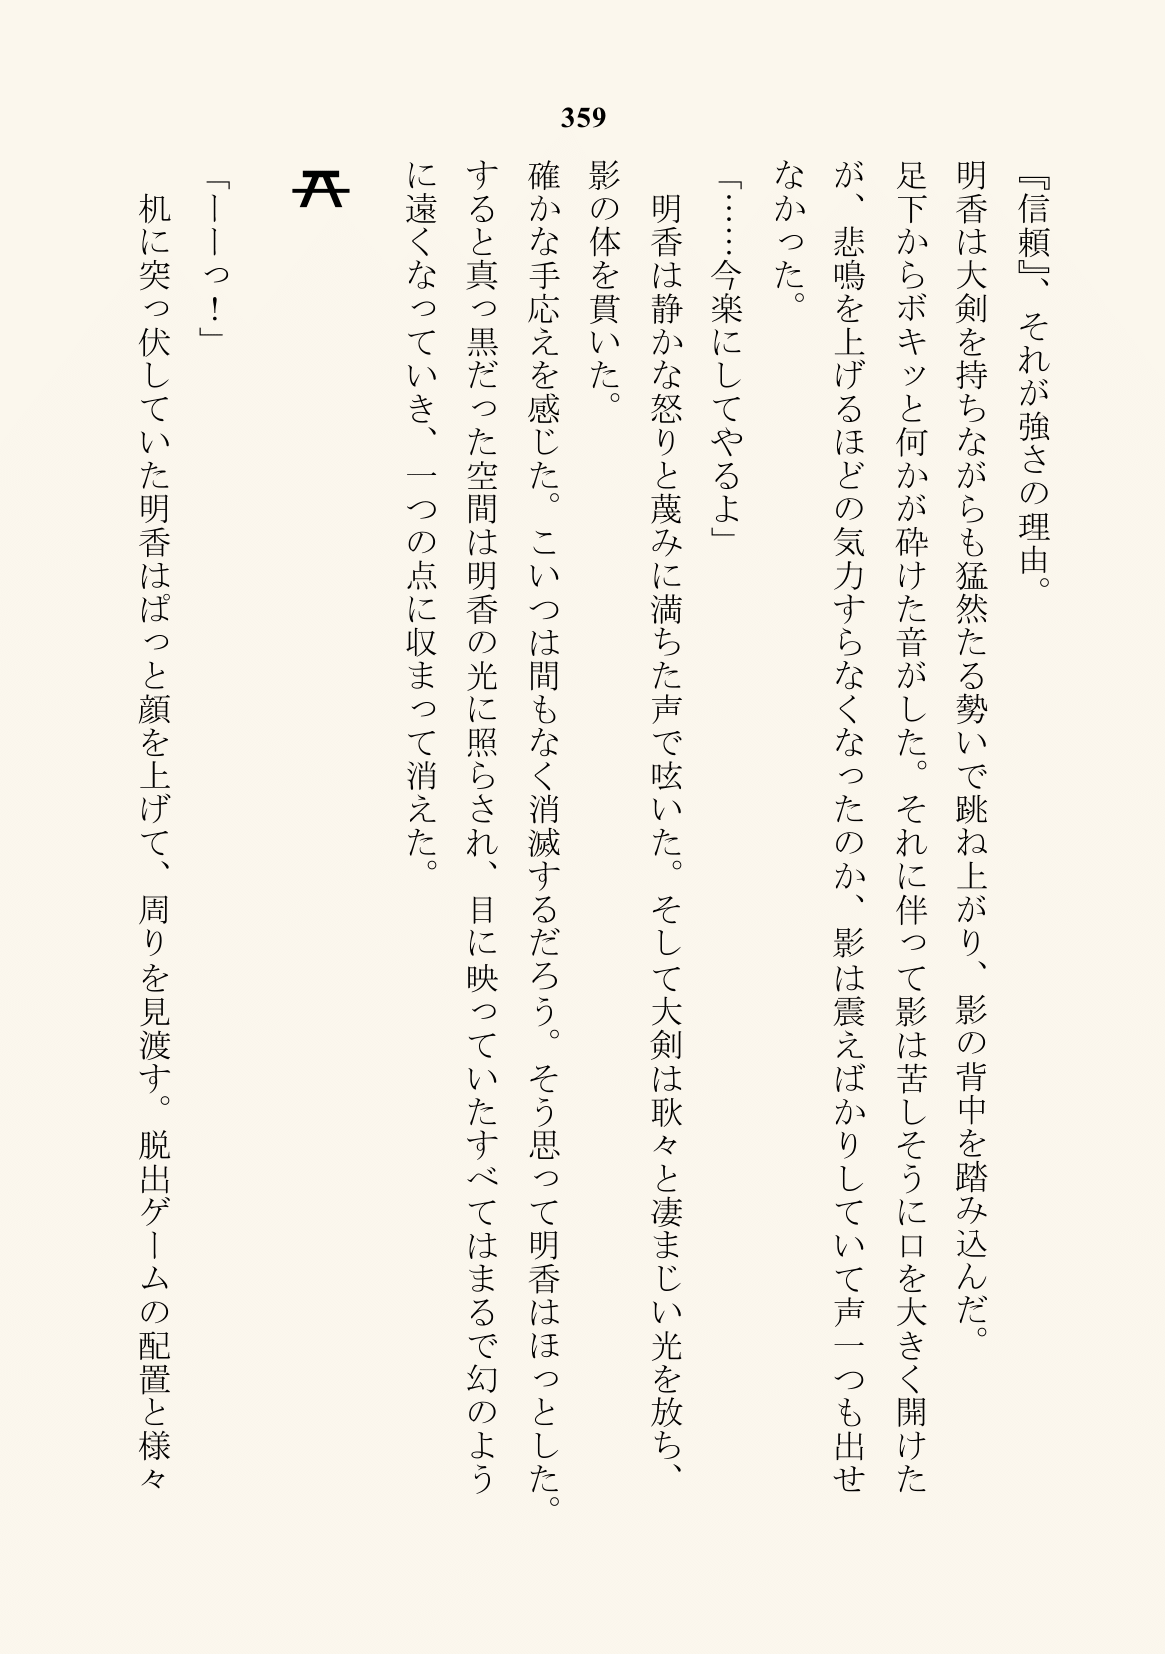 359
『信頼』、それが強さの理由。
明香は大剣を持ちながらも猛然たる勢いで跳ね上がり、影の背中を踏み込んだ。
足下からボキッと何かが砕けた音がした。それに伴って影は苦しそうに口を大きく開けた
が、悲鳴を上げるほどの気力すらなくなったのか、影は震えばかりしていて声一つも出せ
なかった。
「……今楽にしてやるよ」
明香は静かな怒りと蔑みに満ちた声で呟いた。そして大剣は耿々と凄まじい光を放ち、
影の体を貫いた。
確かな手応えを感じた。こいつは間もなく消滅するだろう。そう思って明香はほっとした。
すると真っ黒だった空間は明香の光に照らされ、目に映っていたすべてはまるで幻のよう
に遠くなっていき、一つの点に収まって消えた。
「ーーっ！」
机に突っ伏していた明香はぱっと顔を上げて、周りを見渡す。脱出ゲームの配置と様々